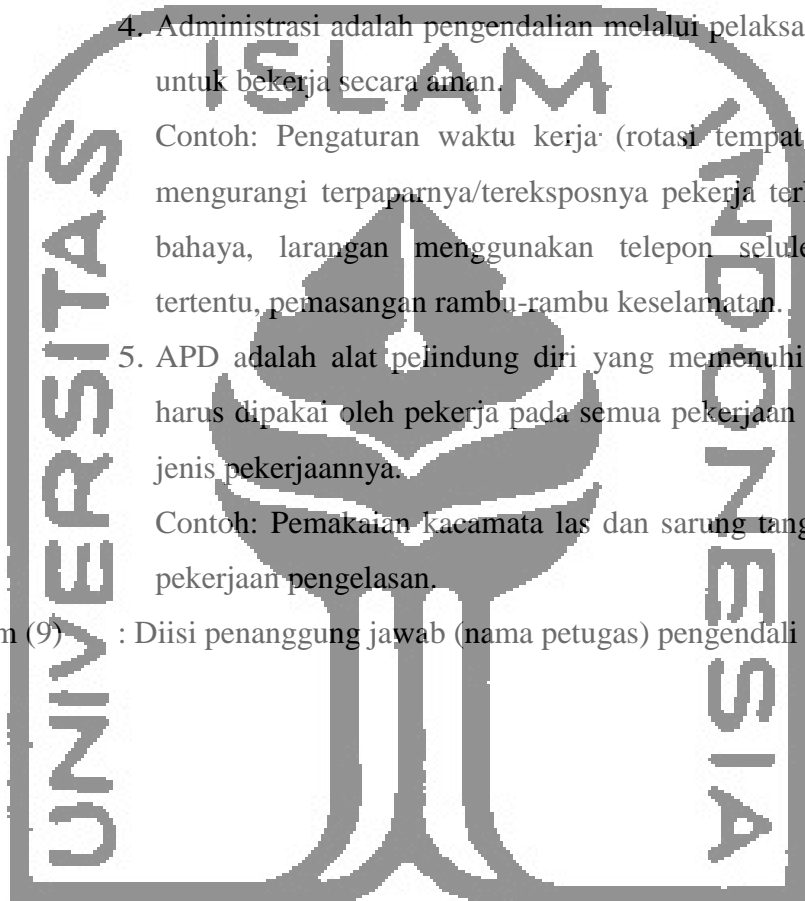 4. Administrasi adalah pengendalian melalui pelaksa
untuk bekerja secara aman.
Contoh: Pengaturan waktu kerja (rotasi tempat
mengurangi terpaparnya/tereksposnya pekerja ter
bahaya, larangan menggunakan telepon selule
tertentu, pemasangan rambu-rambu keselamatan.
5. APD adalah alat pelindung diri yang memenuhi
harus dipakai oleh pekerja pada semua pekerjaan
jenis pekerjaannya.
Contoh: Pemakaian kacamata las dan sarung tang
pekerjaan pengelasan.
m (9) : Diisi penanggung jawab (nama petugas) pengendali
UNIVERSITAS
ISLAM
INDONESIA